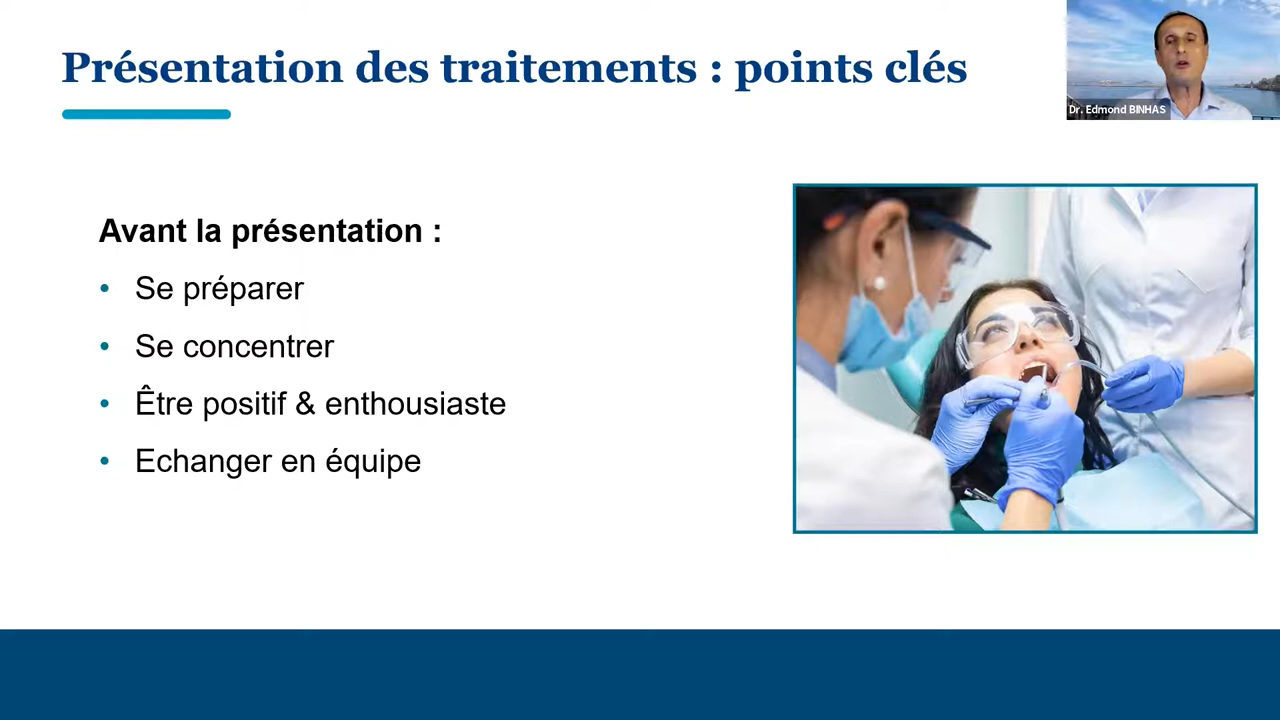 Présentation des traitements : points clés
Dr. Edmond BINHAS
Avant la présentation :
• Se préparer
• Se concentrer
• Être positif & enthousiaste
• Echanger en équipe